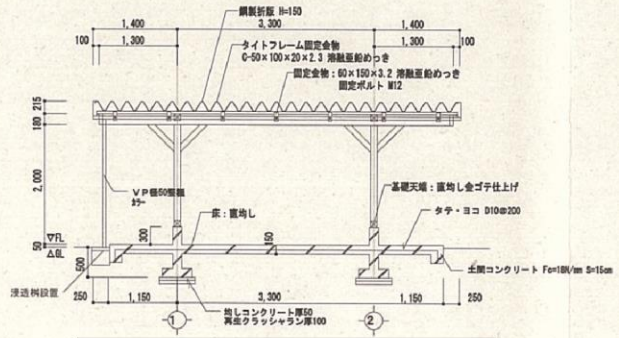 鋼製折版 H=150
1,400
3,300
1,400
100
1,300
1,300
100
タイトフレーム固定金物
C-50×100×20×2.3 溶融亜鉛めっき
固定金物：60×150×3.2 溶融亜鉛めっき
固定ボルト M12
215
180
2,000
VP径50竪樋
カラー
基礎天端：直均し金ゴテ仕上げ
床：直均し
タテ・ヨコ D10@200
300
150
50
▽FL
△GL
500
土間コンクリート Fc=18N/mm S=15cm
浸透桝設置
250
1,150
3,300
1,150
250
均しコンクリート厚50
再生クラッシャラン厚100
1
2